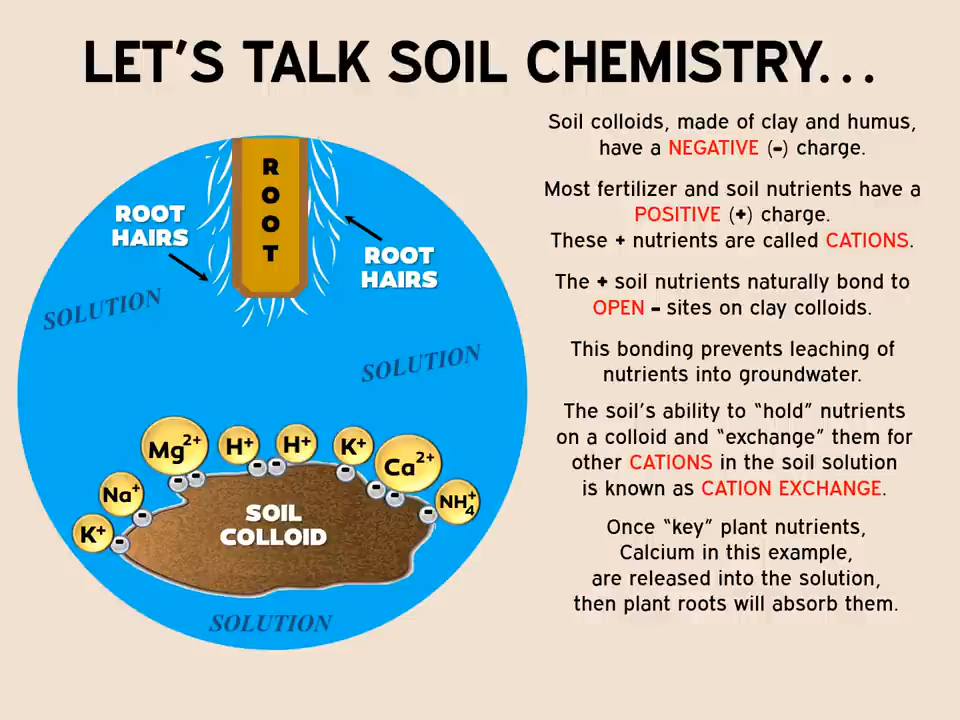 LET'S TALK SOIL CHEMISTRY...
Soil colloids, made of clay and humus,
have a NEGATIVE (-) charge.
Most fertilizer and soil nutrients have a
POSITIVE (+) charge.
These + nutrients are called CATIONS.
The + soil nutrients naturally bond to
OPEN - sites on clay colloids.
This bonding prevents leaching of
nutrients into groundwater.
The soil's ability to "hold" nutrients
on a colloid and "exchange" them for
other CATIONS in the soil solution
is known as CATION EXCHANGE.
Once "key" plant nutrients,
Calcium in this example,
are released into the solution,
then plant roots will absorb them.
ROOT
ROOT
HAIRS
ROOT
HAIRS
SOLUTION
SOLUTION
Mg2+
H+
H+
K+
Ca2+
Na+
NH4+
K+
- - - - - - - - - -
SOIL
COLLOID
SOLUTION